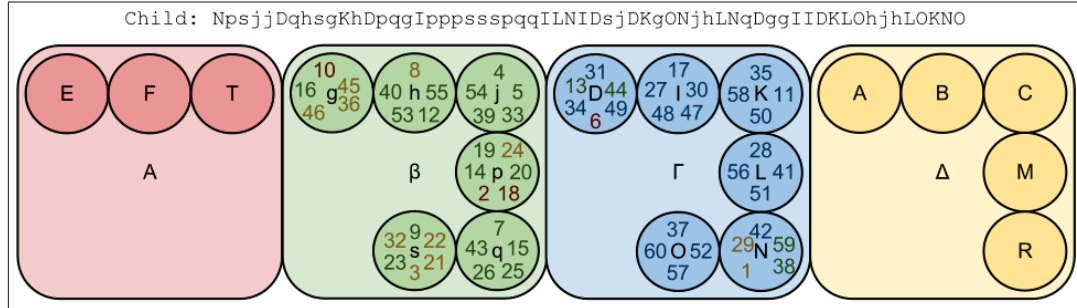 Child: NpsjjDqhsgKhDpqgIpppssspqqILNIDsjDKgONjhLNqDggIIDKLOhjhLOKNO
E
F
T
A
10
16 g 45
46 36
8
40 h 55
53 12
4
54 j 5
39 33
19 24
14 p 20
2 18
β
9
32 s 22
23 3 21
7
43 q 15
26 25
31
13 D 44
34 6 49
17
27 I 30
48 47
35
58 K 11
50
28
56 L 41
51
Γ
37
60 O 52
57
42
29 N 59
1 38
A
B
C
M
Δ
R